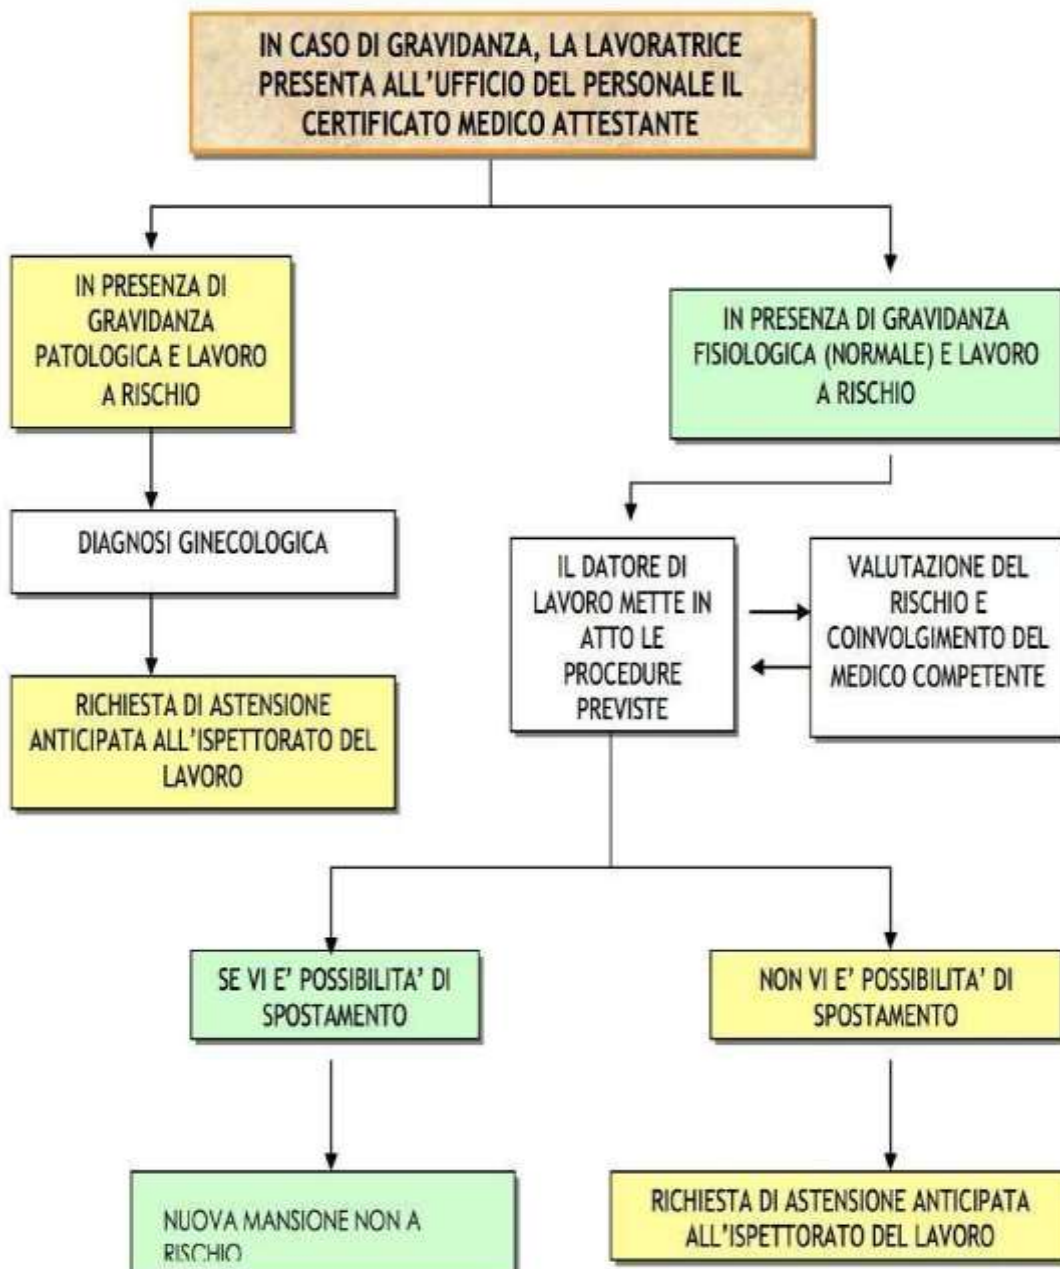 IN CASO DI GRAVIDANZA, LA LAVORATRICE
PRESENTA ALL'UFFICIO DEL PERSONALE IL
CERTIFICATO MEDICO ATTESTANTE
IN PRESENZA DI
GRAVIDANZA
PATOLOGICA E LAVORO
A RISCHIO
IN PRESENZA DI GRAVIDANZA
FISIOLOGICA (NORMALE) E LAVORO
A RISCHIO
DIAGNOSI GINECOLOGICA
IL DATORE DI
LAVORO METTE IN
ATTO LE
PROCEDURE
PREVISTE
VALUTAZIONE DEL
RISCHIO E
COINVOLGIMENTO DEL
MEDICO COMPETENTE
RICHIESTA DI ASTENSIONE
ANTICIPATA ALL'ISPETTORATO DEL
LAVORO
SE VI E' POSSIBILITA' DI
SPOSTAMENTO
NON VI E' POSSIBILITA' DI
SPOSTAMENTO
NUOVA MANSIONE NON A
RISCHIO
RICHIESTA DI ASTENSIONE ANTICIPATA
ALL'ISPETTORATO DEL LAVORO